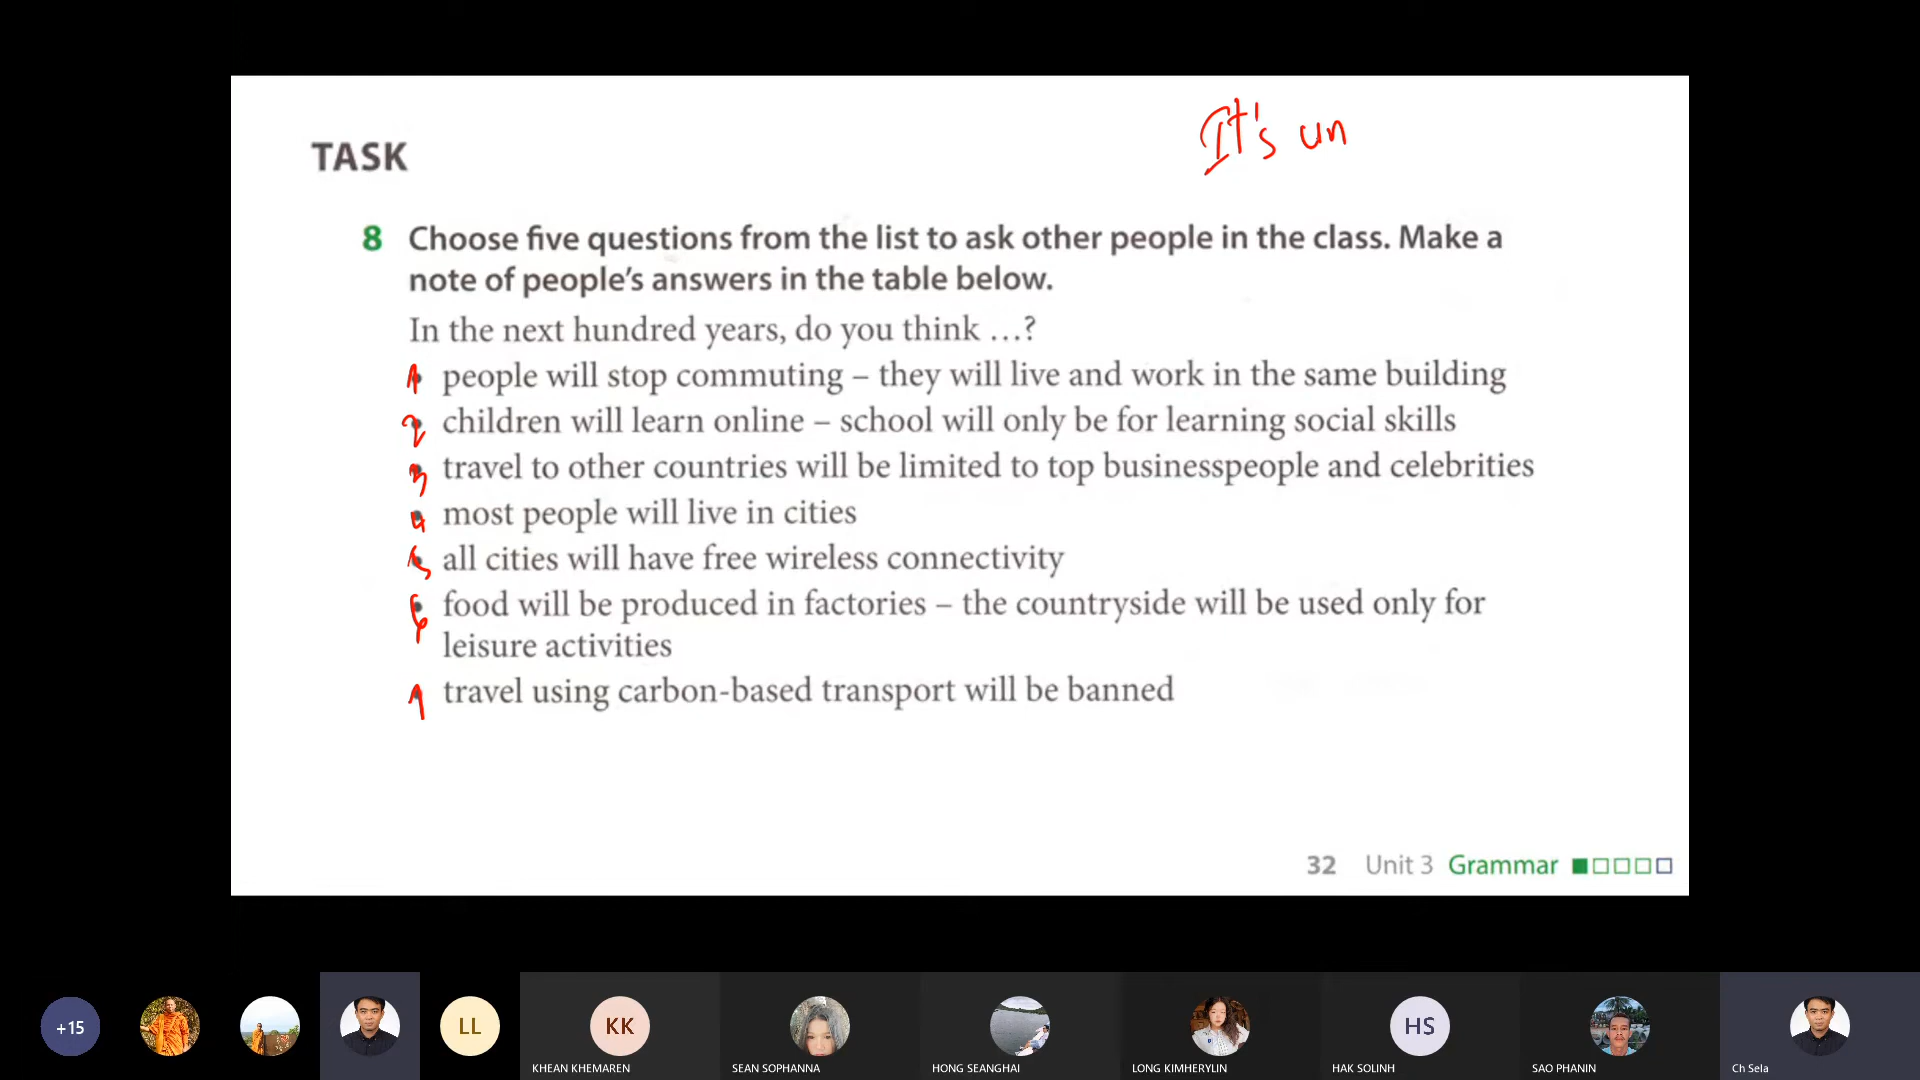 It's un
TASK
8 Choose five questions from the list to ask other people in the class. Make a
note of people's answers in the table below.
In the next hundred years, do you think …?
1 people will stop commuting – they will live and work in the same building
2 children will learn online – school will only be for learning social skills
3 travel to other countries will be limited to top businesspeople and celebrities
4 most people will live in cities
5 all cities will have free wireless connectivity
6 food will be produced in factories – the countryside will be used only for
leisure activities
7 travel using carbon-based transport will be banned
32 Unit 3 Grammar
+15
LL
KK
HS
KHEAN KHEMAREN
SEAN SOPHANNA
HONG SEANGHAI
LONG KIMHERYLIN
HAK SOLINH
SAO PHANIN
Ch Sela